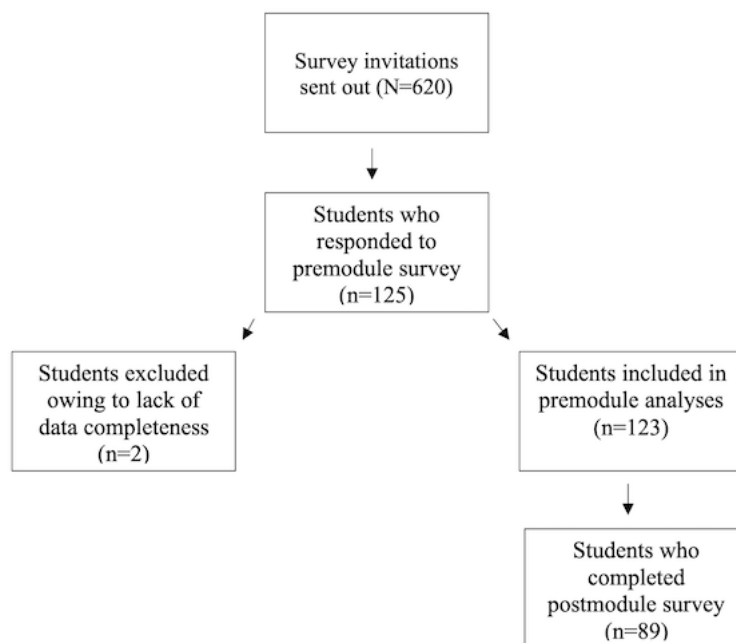 Survey invitations
sent out (N=620)
Students who
responded to
premodule survey
(n=125)
Students excluded
owing to lack of
data completeness
(n=2)
Students included in
premodule analyses
(n=123)
Students who
completed
postmodule survey
(n=89)